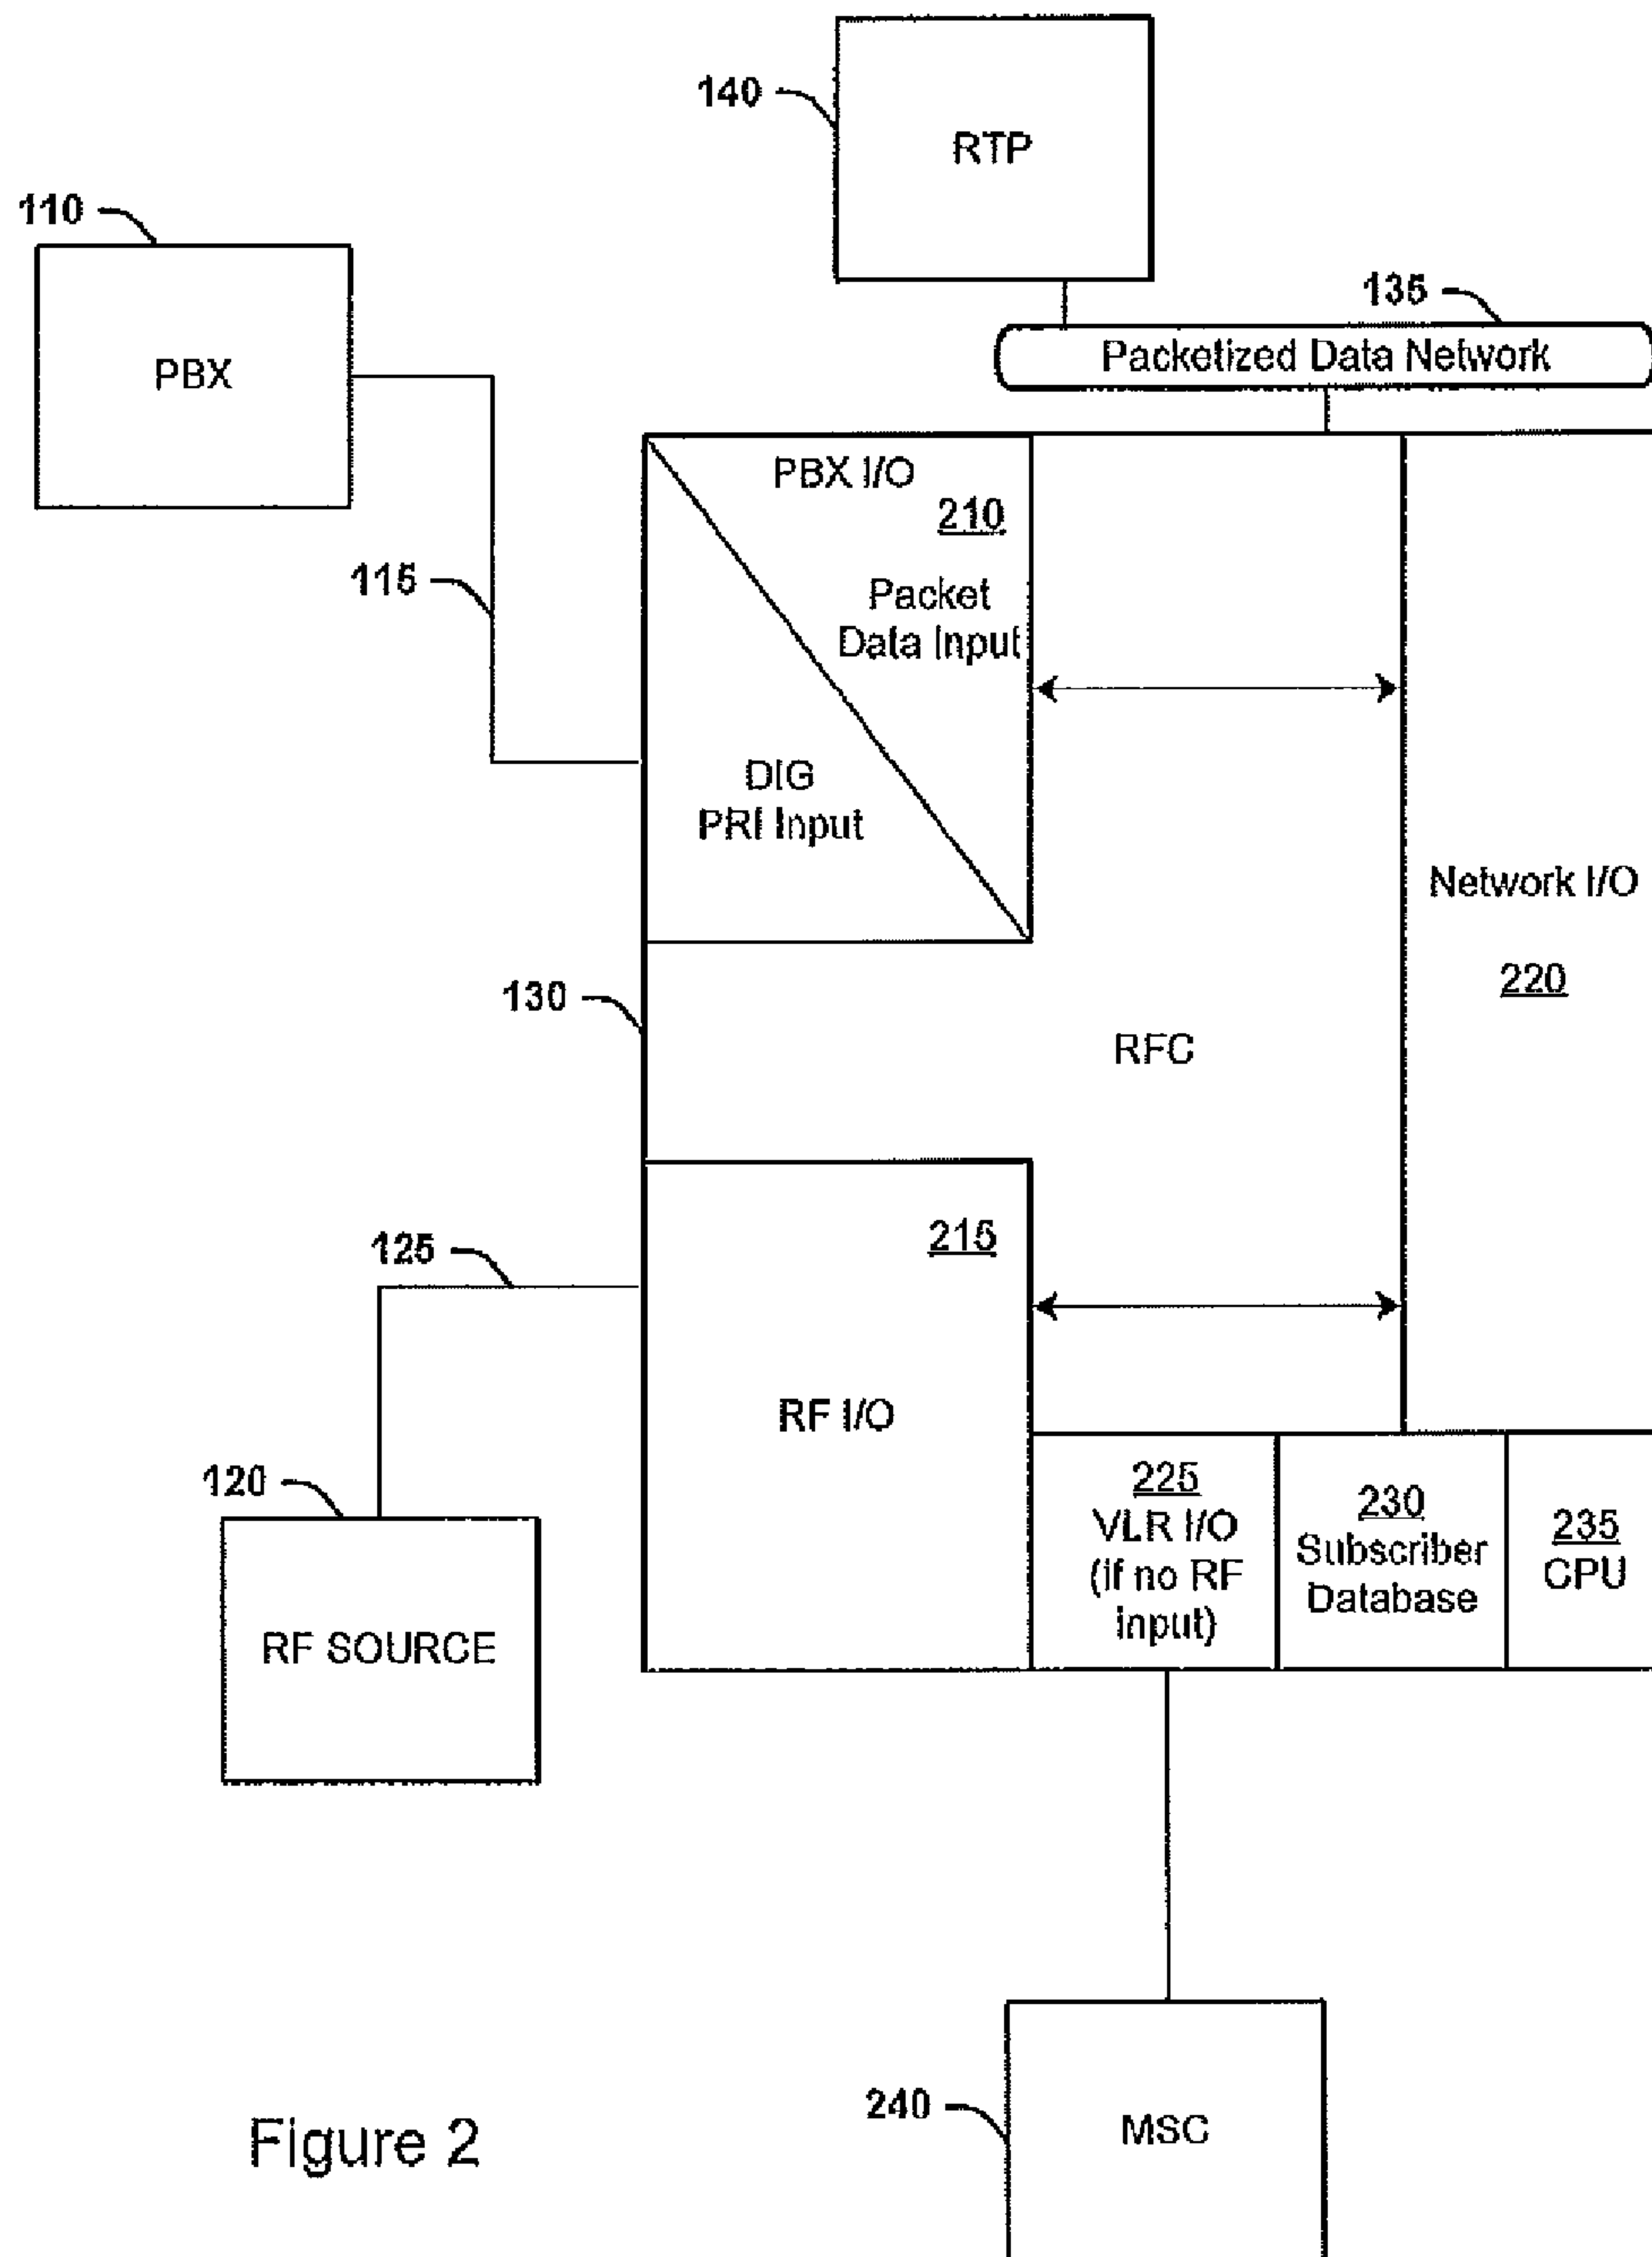 140
RTP
110
135
PBX
Packetized Data Network
PBX I/O
210
115
Packet
Data Input
DIG
PRI Input
Network I/O
130
220
RFC
215
125
RF I/O
120
225
VLR I/O
(if no RF
input)
230
Subscriber
Database
235
CPU
RF SOURCE
240
MSC
Figure 2